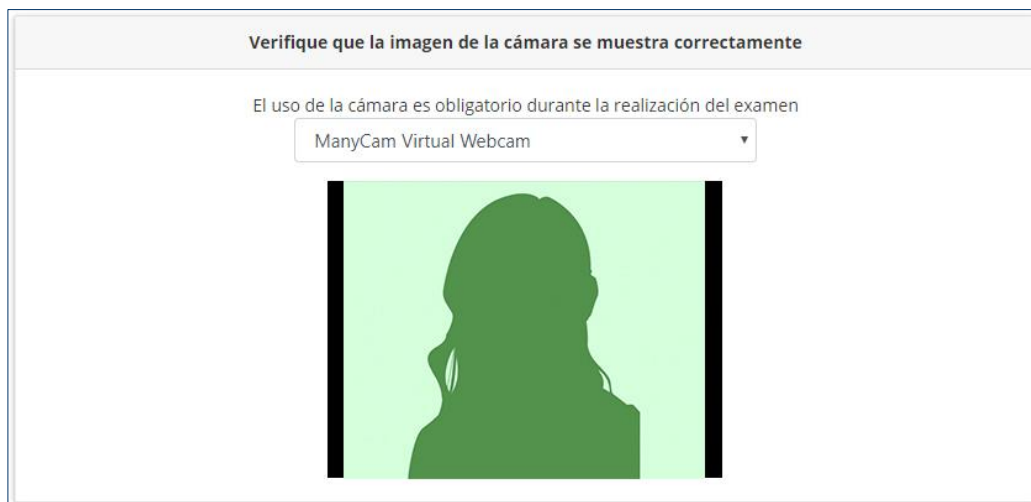 Verifique que la imagen de la cámara se muestra correctamente
El uso de la cámara es obligatorio durante la realización del examen
ManyCam Virtual Webcam